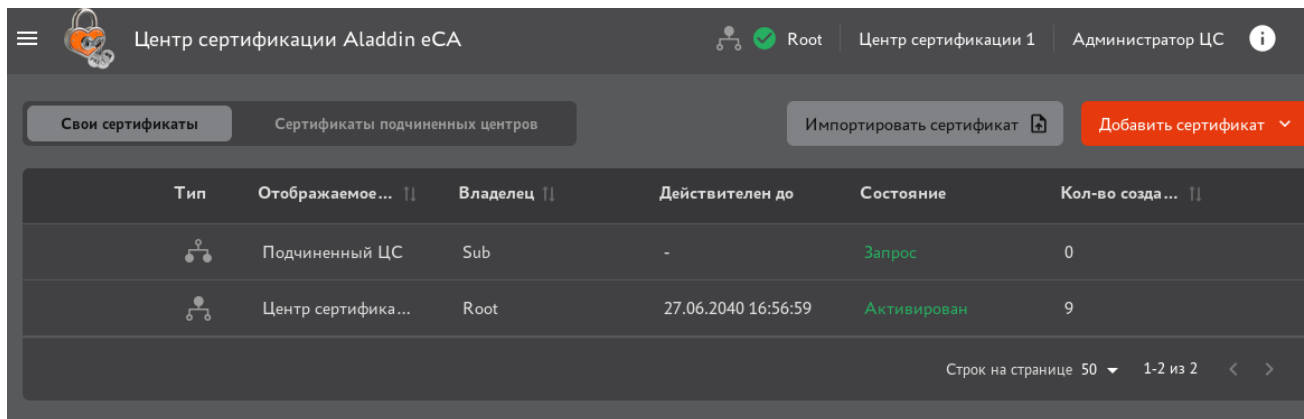 Центр сертификации Aladdin eCA Root Центр сертификации 1 Администратор ЦС i
Свои сертификаты Сертификаты подчиненных центров Импортировать сертификат Добавить сертификат
Тип Отображаемое... Владелец Действителен до Состояние Кол-во созда...
Подчиненный ЦС Sub - Запрос 0
Центр сертифика... Root 27.06.2040 16:56:59 Активирован 9
Строк на странице 50 1-2 из 2